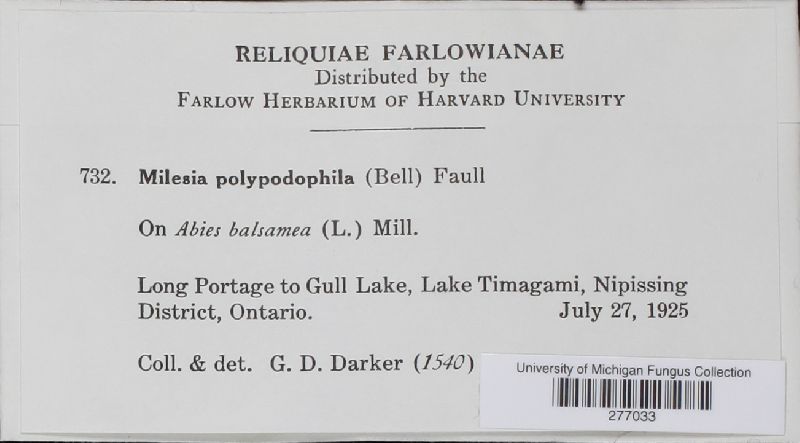 RELIQUIAE FARLOWIANAE
Distributed by the
FARLOW HERBARIUM OF HARVARD UNIVERSITY
732. Milesia polypodophila (Bell) Faull
On Abies balsamea (L.) Mill.
Long Portage to Gull Lake, Lake Timagami, Nipissing
District, Ontario. July 27, 1925
Coll. & det. G. D. Darker (1540)
University of Michigan Fungus Collection
277033